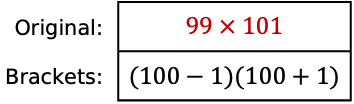 Original: 99 × 101
Brackets: (100 − 1)(100 + 1)